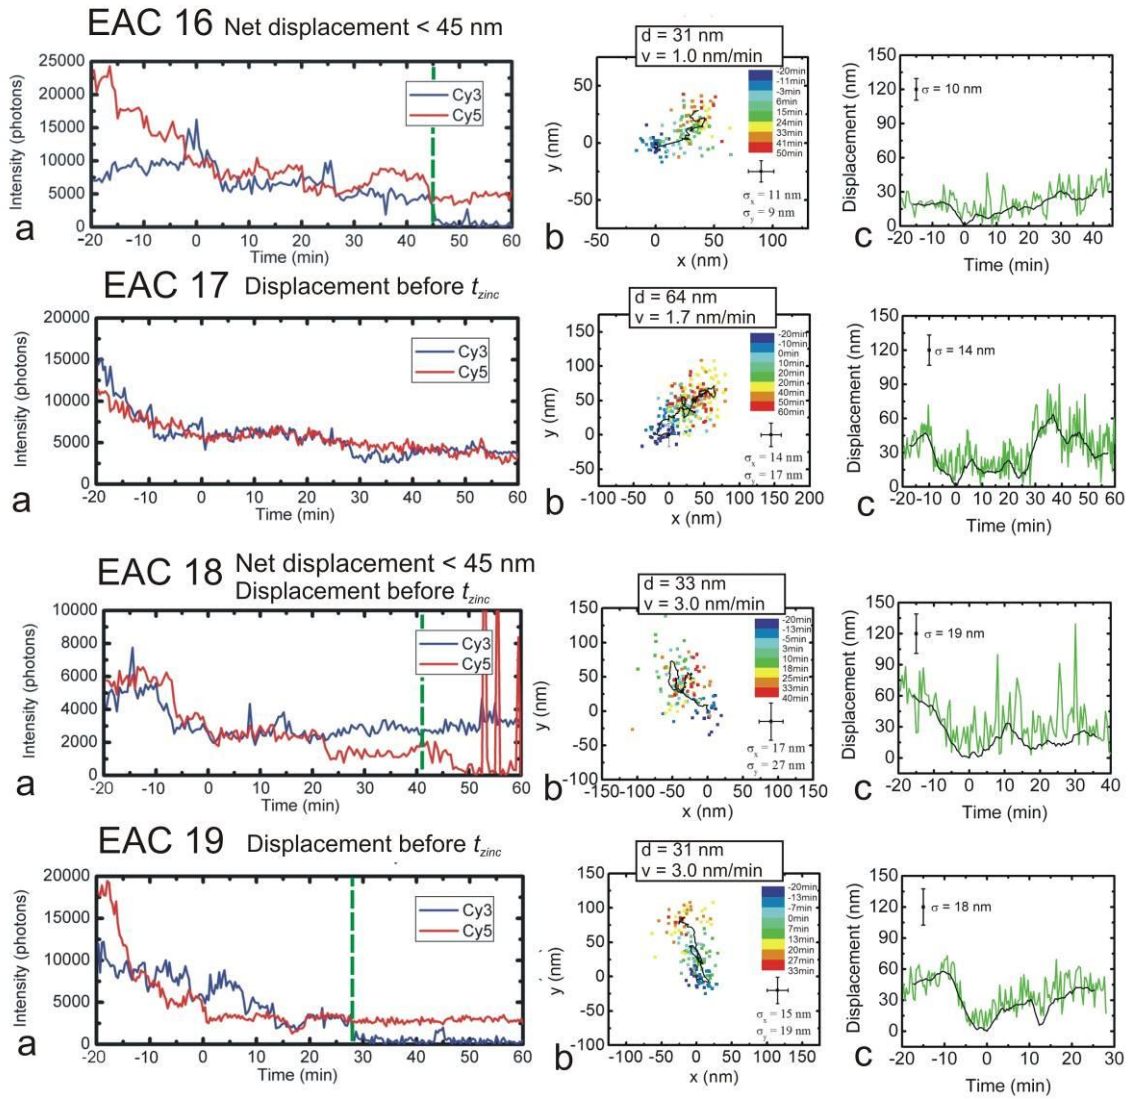 EAC 16 Net displacement < 45 nm
Intensity (photons)
25000
20000
15000
10000
5000
0
Cy3
Cy5
-20 -10 0 10 20 30 40 50 60
Time (min)
a
d = 31 nm
v = 1.0 nm/min
y (nm)
50
0
-50
-20min
-11min
-3min
6min
15min
24min
33min
41min
50min
σx = 11 nm
σy = 9 nm
-50 0 50 100
x (nm)
b
Displacement (nm)
150
120
90
60
30
0
σ = 10 nm
-20 -10 0 10 20 30 40
Time (min)
c
EAC 17 Displacement before tzinc
Intensity (photons)
20000
15000
10000
5000
0
Cy3
Cy5
-20 -10 0 10 20 30 40 50 60
Time (min)
a
d = 64 nm
v = 1.7 nm/min
y (nm)
150
100
50
0
-50
-20min
-10min
0min
10min
20min
20min
40min
50min
60min
σx = 14 nm
σy = 17 nm
-100 -50 0 50 100 150 200
x (nm)
b
Displacement (nm)
150
120
90
60
30
0
σ = 14 nm
-20 -10 0 10 20 30 40 50 60
Time (min)
c
EAC 18 Net displacement < 45 nm
Displacement before tzinc
Intensity (photons)
10000
8000
6000
4000
2000
0
Cy3
Cy5
-20 -10 0 10 20 30 40 50 60
Time (min)
a
d = 33 nm
v = 3.0 nm/min
y (nm)
150
100
50
0
-50
-100
-20min
-13min
-5min
3min
10min
18min
25min
33min
40min
σx = 17 nm
σy = 27 nm
-150 -100 -50 0 50 100 150
x (nm)
b
Displacement (nm)
150
120
90
60
30
0
σ = 19 nm
-20 -10 0 10 20 30 40
Time (min)
c
EAC 19 Displacement before tzinc
Intensity (photons)
20000
15000
10000
5000
0
Cy3
Cy5
-20 -10 0 10 20 30 40 50 60
Time (min)
a
d = 31 nm
v = 3.0 nm/min
y (nm)
150
100
75
50
25
0
-25
-50
-75
-20min
-13min
-7min
0min
7min
13min
20min
27min
33min
σx = 15 nm
σy = 19 nm
-100 -50 0 50 100 150
x (nm)
b
Displacement (nm)
150
120
90
60
30
0
σ = 18 nm
-20 -10 0 10 20 30
Time (min)
c